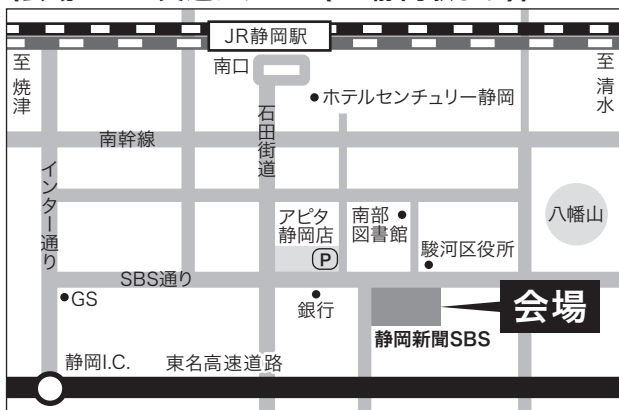 JR静岡駅
至焼津
南口
ホテルセンチュリー静岡
至清水
南幹線
石田街道
インター通り
アピタ
静岡店
P
南部
図書館
八幡山
駿河区役所
SBS通り
GS
銀行
会場
静岡新聞SBS
静岡I.C.
東名高速道路